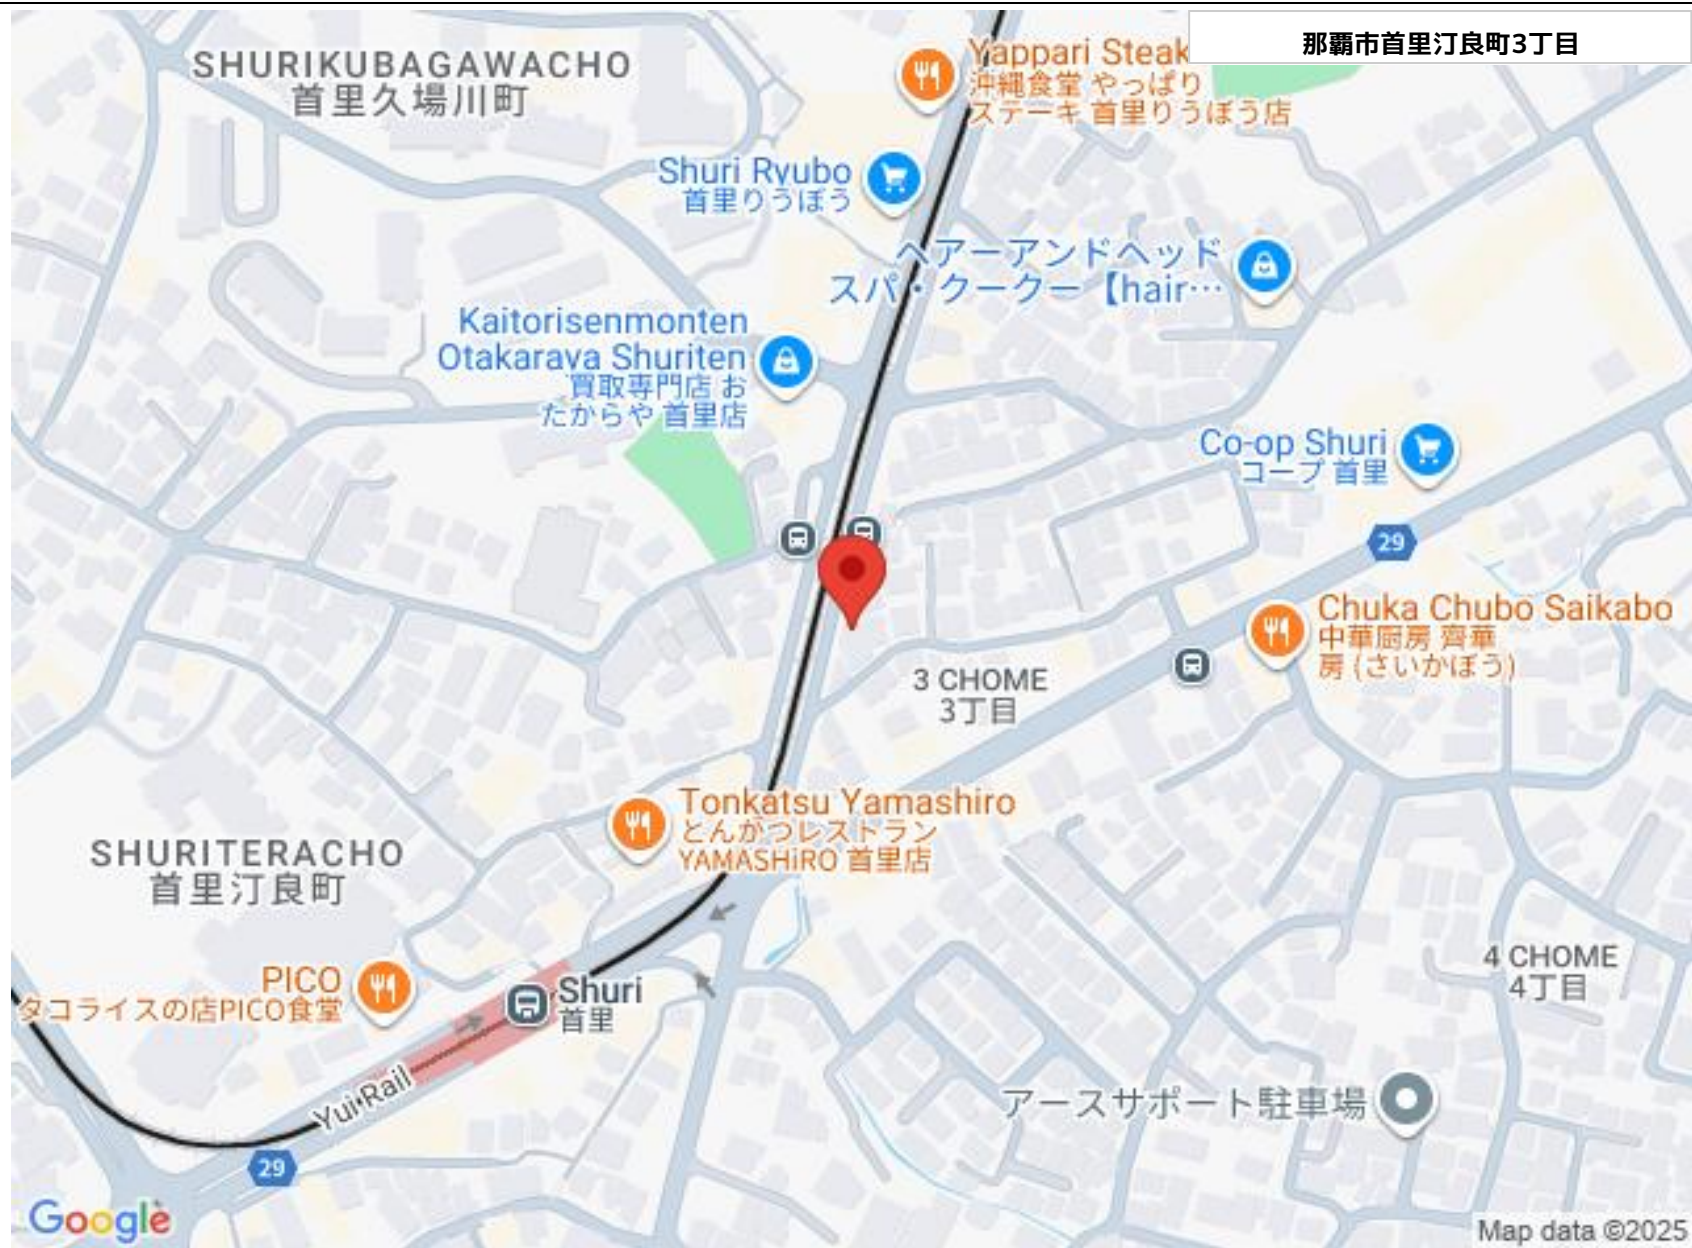 那覇市首里汀良町3丁目
SHURIKUBAGAWACHO
首里久場川町
Yappari Steak
沖縄食堂 やっぱり
ステーキ 首里りうぼう店
Shuri Ryubo
首里りうぼう
ヘアーアンドヘッド
スパ・クークー【hair…
Kaitorisenmonten
Otakaraya Shuriten
買取専門店 お
たからや 首里店
Co-op Shuri
コープ 首里
29
Chuka Chubo Saikabo
中華厨房 齊華
房 (さいかぼう)
3 CHOME
3丁目
Tonkatsu Yamashiro
とんかつレストラン
YAMASHiRO 首里店
SHURITERACHO
首里汀良町
4 CHOME
4丁目
PICO
タコライスの店PICO食堂
Shuri
首里
Yui Rail
アースサポート駐車場
29
Google
Map data ©2025